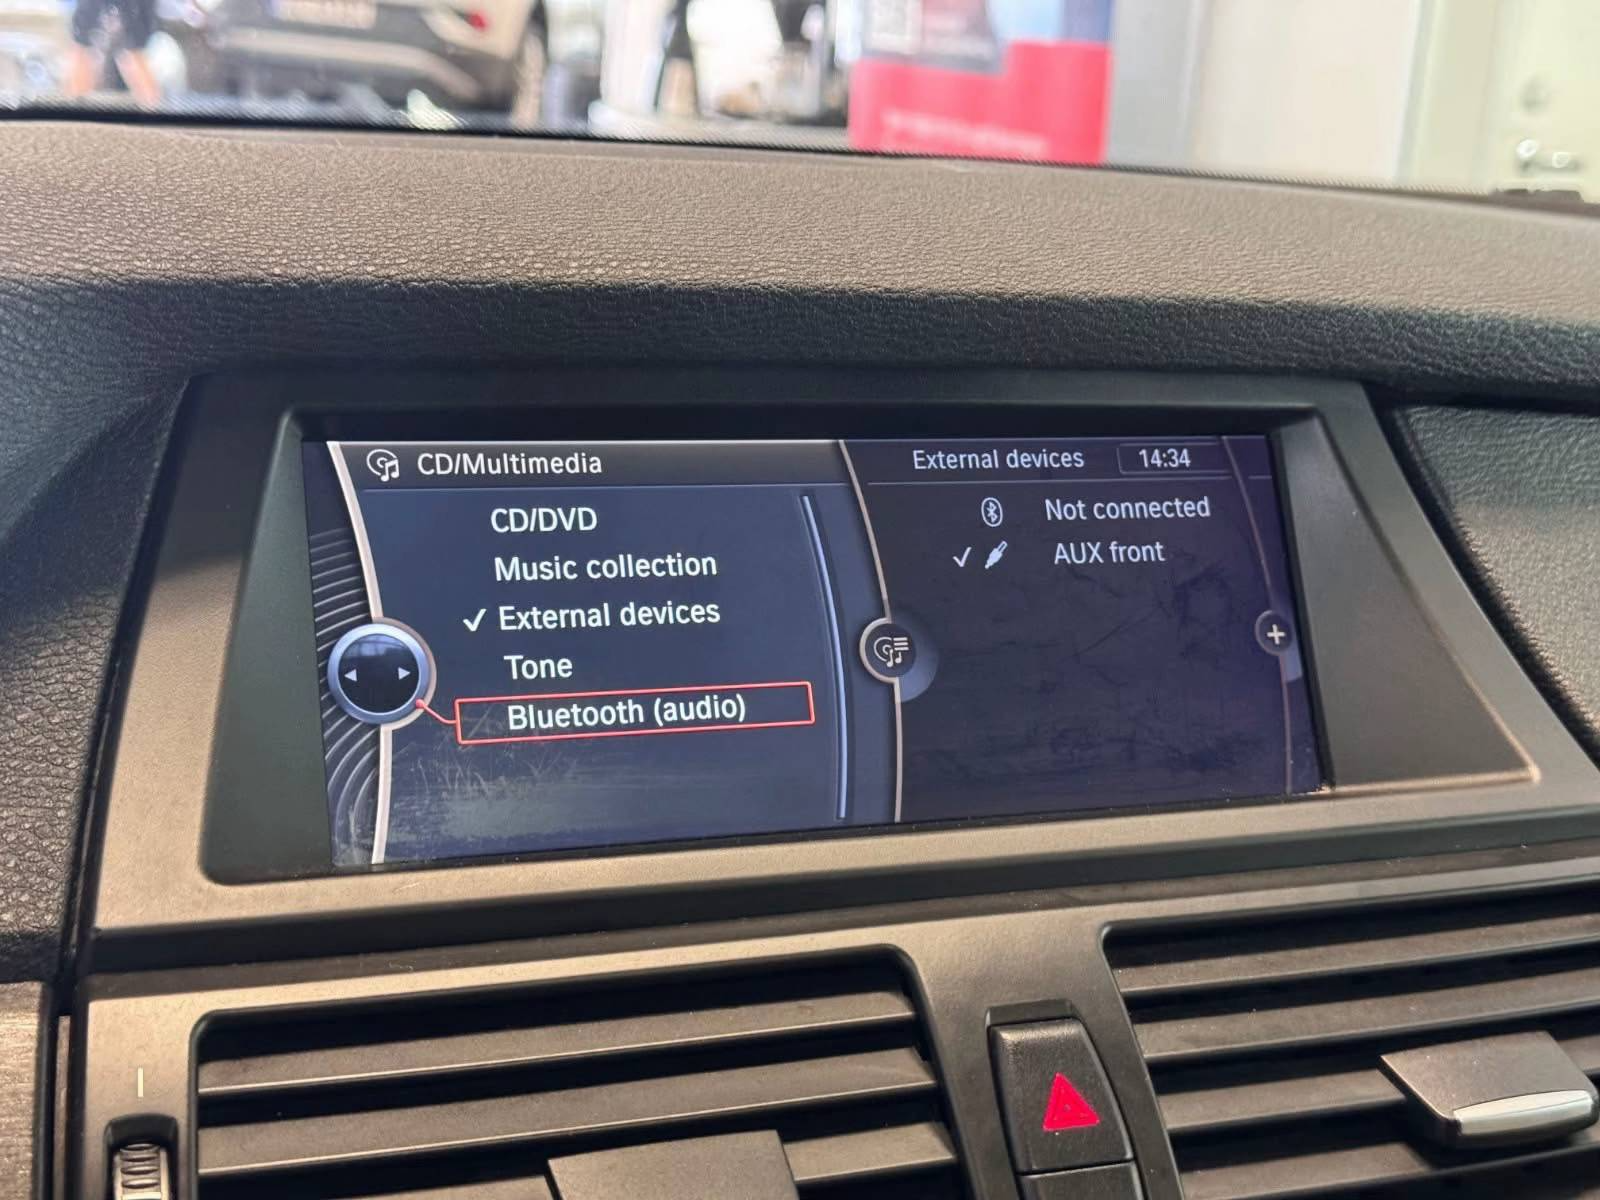 CD/Multimedia
CD/DVD
Music collection
External devices
Tone
Bluetooth (audio)
External devices 14:34
Not connected
AUX front